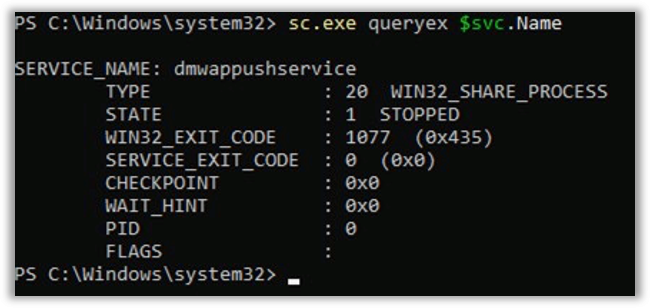 PS C:\Windows\system32> sc.exe queryex $svc.Name
SERVICE_NAME: dmwappushservice
TYPE : 20 WIN32_SHARE_PROCESS
STATE : 1 STOPPED
WIN32_EXIT_CODE : 1077 (0x435)
SERVICE_EXIT_CODE : 0 (0x0)
CHECKPOINT : 0x0
WAIT_HINT : 0x0
PID : 0
FLAGS :
PS C:\Windows\system32>